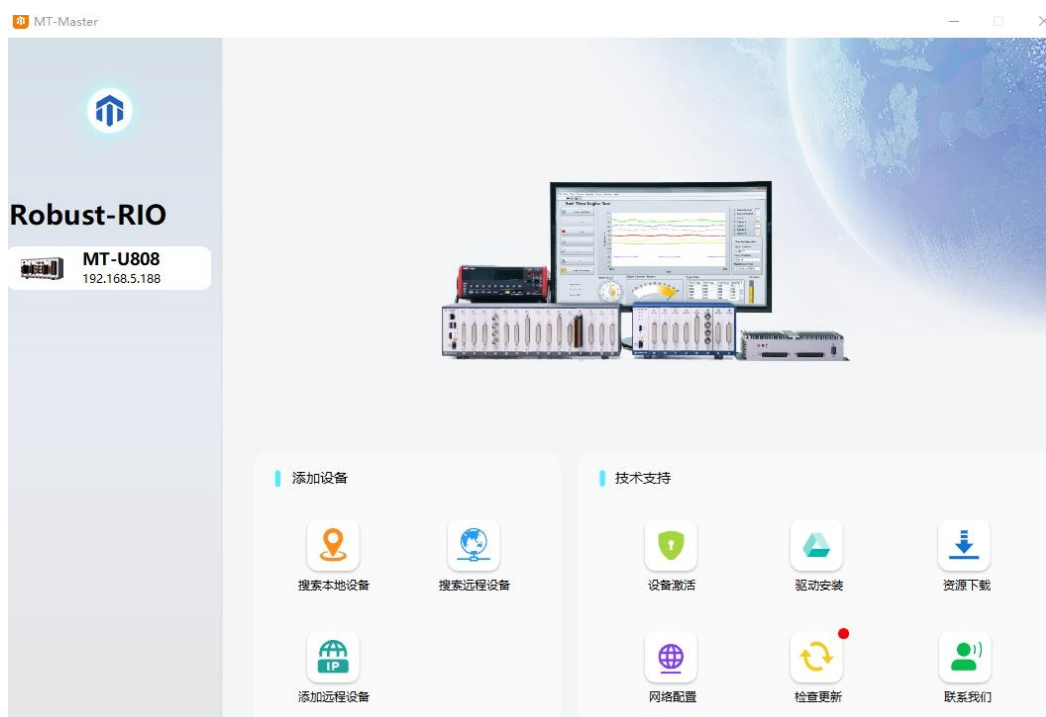 MT-Master
Robust-RIO
MT-U808
192.168.5.188
添加设备
搜索本地设备
搜索远程设备
IP
添加远程设备
技术支持
设备激活
驱动安装
资源下载
网络配置
检查更新
联系我们